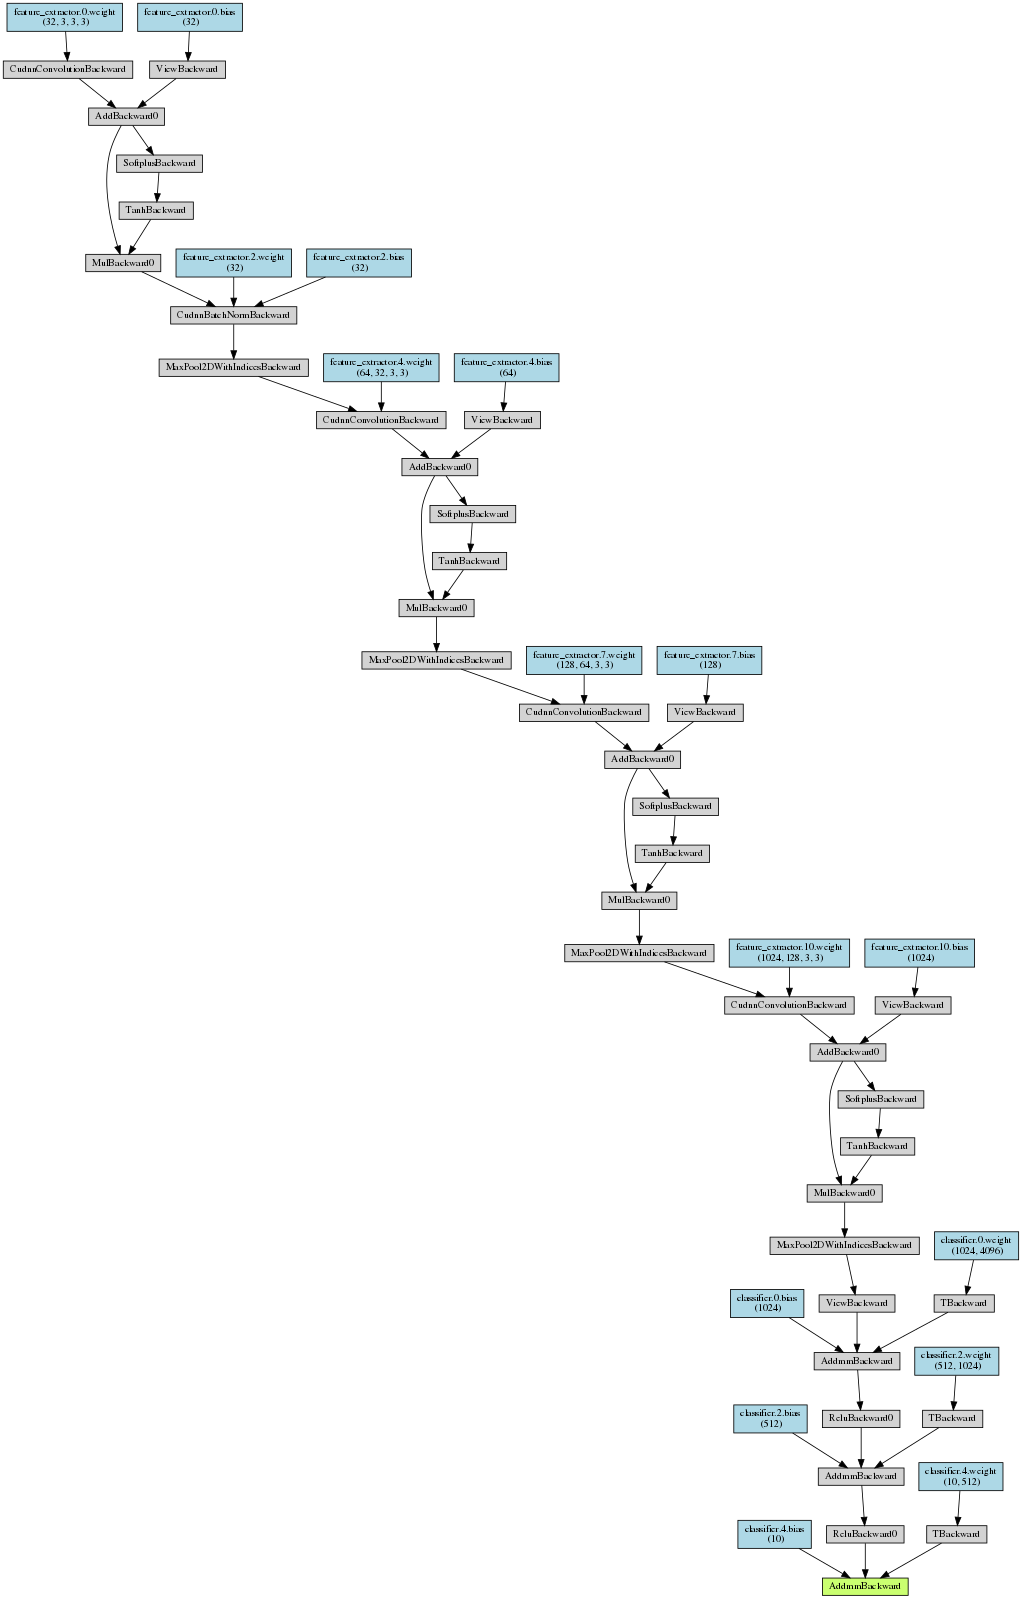 feature_extractor.0.weight
(32, 3, 3, 3)
feature_extractor.0.bias
(32)
CudnnConvolutionBackward
ViewBackward
AddBackward0
SoftplusBackward
TanhBackward
MulBackward0
feature_extractor.2.weight
(32)
feature_extractor.2.bias
(32)
CudnnBatchNormBackward
MaxPool2DWithIndicesBackward
feature_extractor.4.weight
(64, 32, 3, 3)
feature_extractor.4.bias
(64)
CudnnConvolutionBackward
ViewBackward
AddBackward0
SoftplusBackward
TanhBackward
MulBackward0
MaxPool2DWithIndicesBackward
feature_extractor.7.weight
(128, 64, 3, 3)
feature_extractor.7.bias
(128)
CudnnConvolutionBackward
ViewBackward
AddBackward0
SoftplusBackward
TanhBackward
MulBackward0
MaxPool2DWithIndicesBackward
feature_extractor.10.weight
(1024, 128, 3, 3)
feature_extractor.10.bias
(1024)
CudnnConvolutionBackward
ViewBackward
AddBackward0
SoftplusBackward
TanhBackward
MulBackward0
MaxPool2DWithIndicesBackward
classifier.0.weight
(1024, 4096)
classifier.0.bias
(1024)
ViewBackward
TBackward
AddmmBackward
classifier.2.weight
(512, 1024)
classifier.2.bias
(512)
ReluBackward0
TBackward
AddmmBackward
classifier.4.weight
(10, 512)
classifier.4.bias
(10)
ReluBackward0
TBackward
AddmmBackward